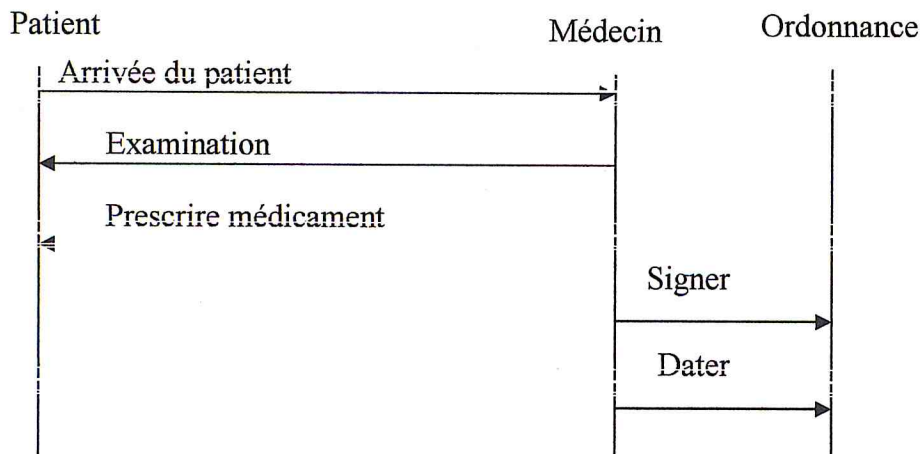 Patient
Médecin
Ordonnance
Arrivée du patient
Examination
Prescrire médicament
Signer
Dater